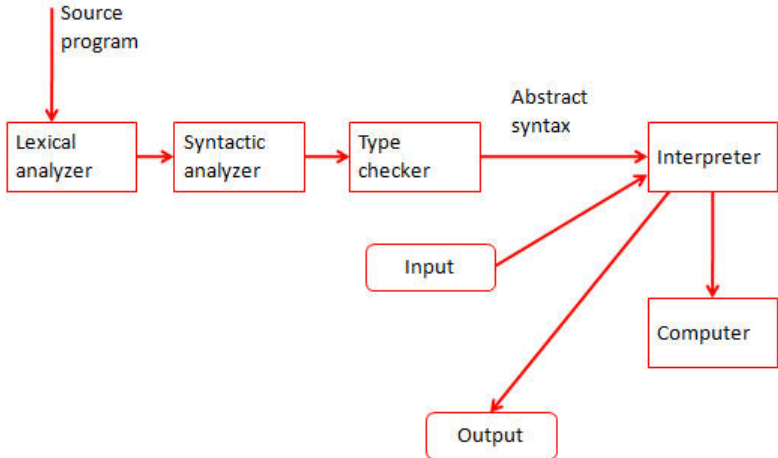 Source
program
Lexical
analyzer
Syntactic
analyzer
Type
checker
Abstract
syntax
Interpreter
Input
Computer
Output